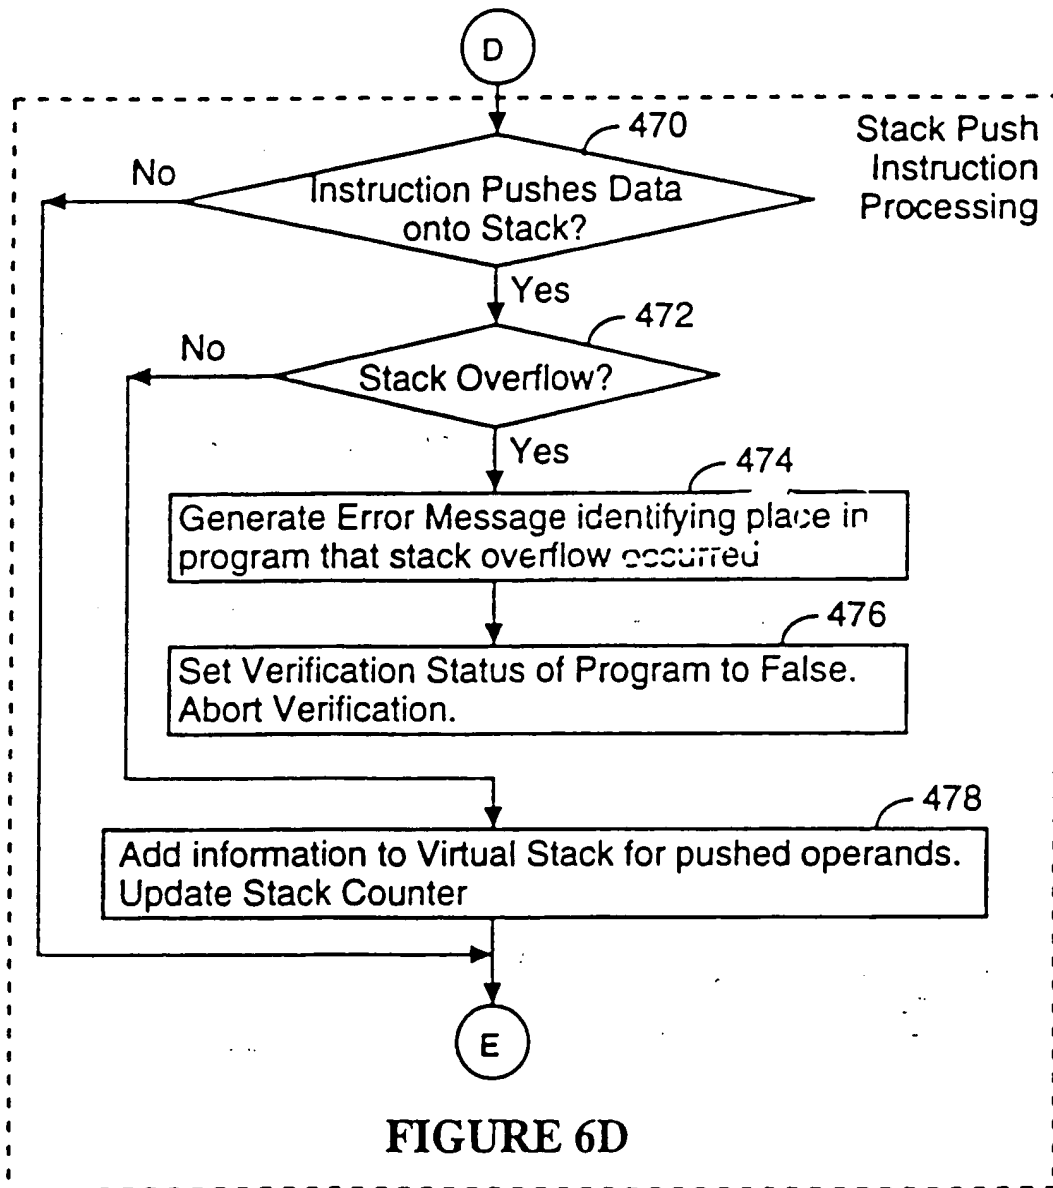 D
470
Stack Push
Instruction
Processing
No
Instruction Pushes Data
onto Stack?
Yes
472
No
Stack Overflow?
Yes
474
Generate Error Message identifying place in
program that stack overflow occurred
476
Set Verification Status of Program to False.
Abort Verification.
478
Add information to Virtual Stack for pushed operands.
Update Stack Counter
E
FIGURE 6D